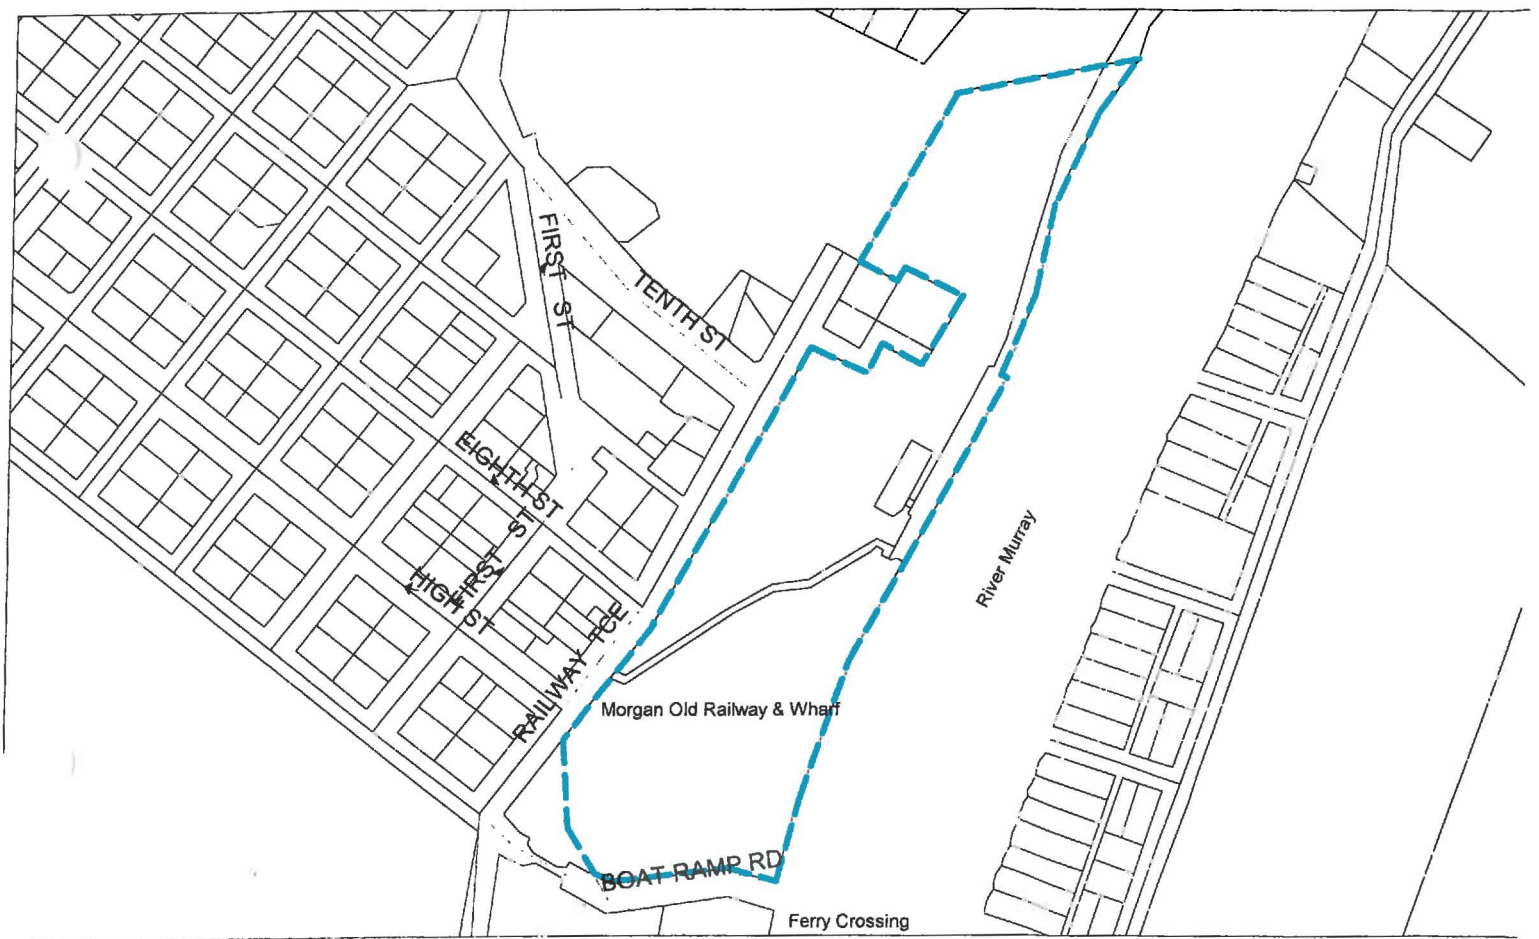 FIRST ST
TENTH ST
EIGHTH ST
FIRST ST
HIGH ST
RAILWAY TCE
River Murray
Morgan Old Railway & Wharf
BOAT RAMP RD
Ferry Crossing